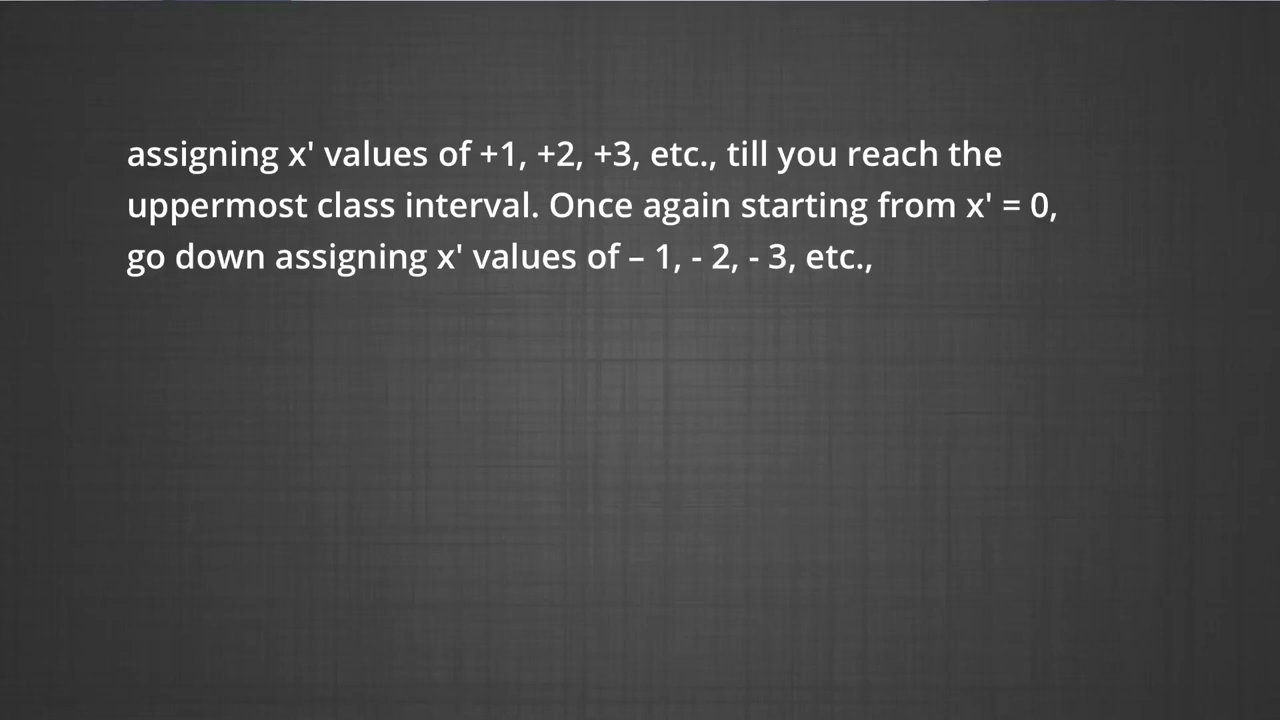 assigning x' values of +1, +2, +3, etc., till you reach the
uppermost class interval. Once again starting from x' = 0,
go down assigning x' values of – 1, - 2, - 3, etc.,